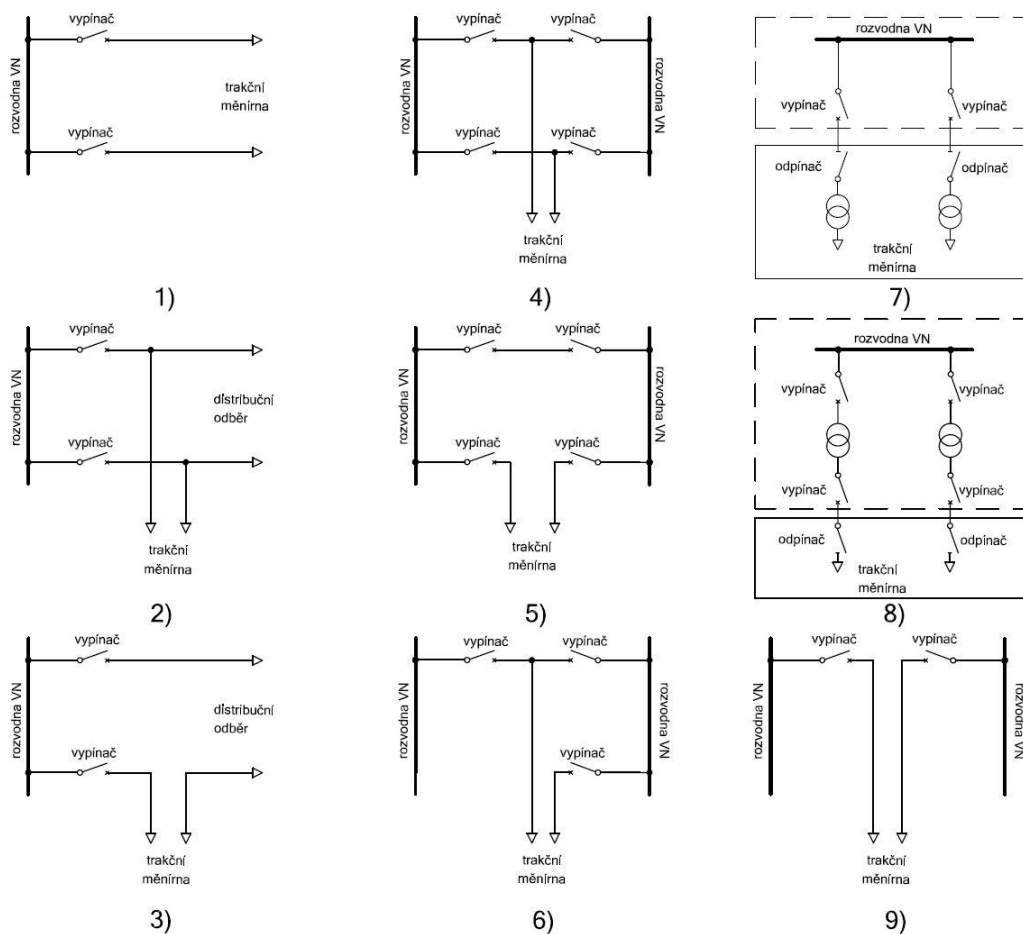 vypínač
rozvodna VN
trakční
měnírna
vypínač
1)
vypínač
rozvodna VN
vypínač
distribuční
odběr
trakční
měnírna
2)
vypínač
rozvodna VN
distribuční
odběr
vypínač
trakční
měnírna
3)
vypínač
vypínač
rozvodna VN
rozvodna VN
vypínač
vypínač
trakční
měnírna
4)
vypínač
vypínač
rozvodna VN
rozvodna VN
vypínač
vypínač
trakční
měnírna
5)
vypínač
vypínač
rozvodna VN
rozvodna VN
vypínač
trakční
měnírna
6)
rozvodna VN
vypínač
vypínač
odpínač
odpínač
trakční
měnírna
7)
rozvodna VN
vypínač
vypínač
vypínač
vypínač
odpínač
odpínač
trakční
měnírna
8)
vypínač
vypínač
rozvodna VN
rozvodna VN
trakční
měnírna
9)